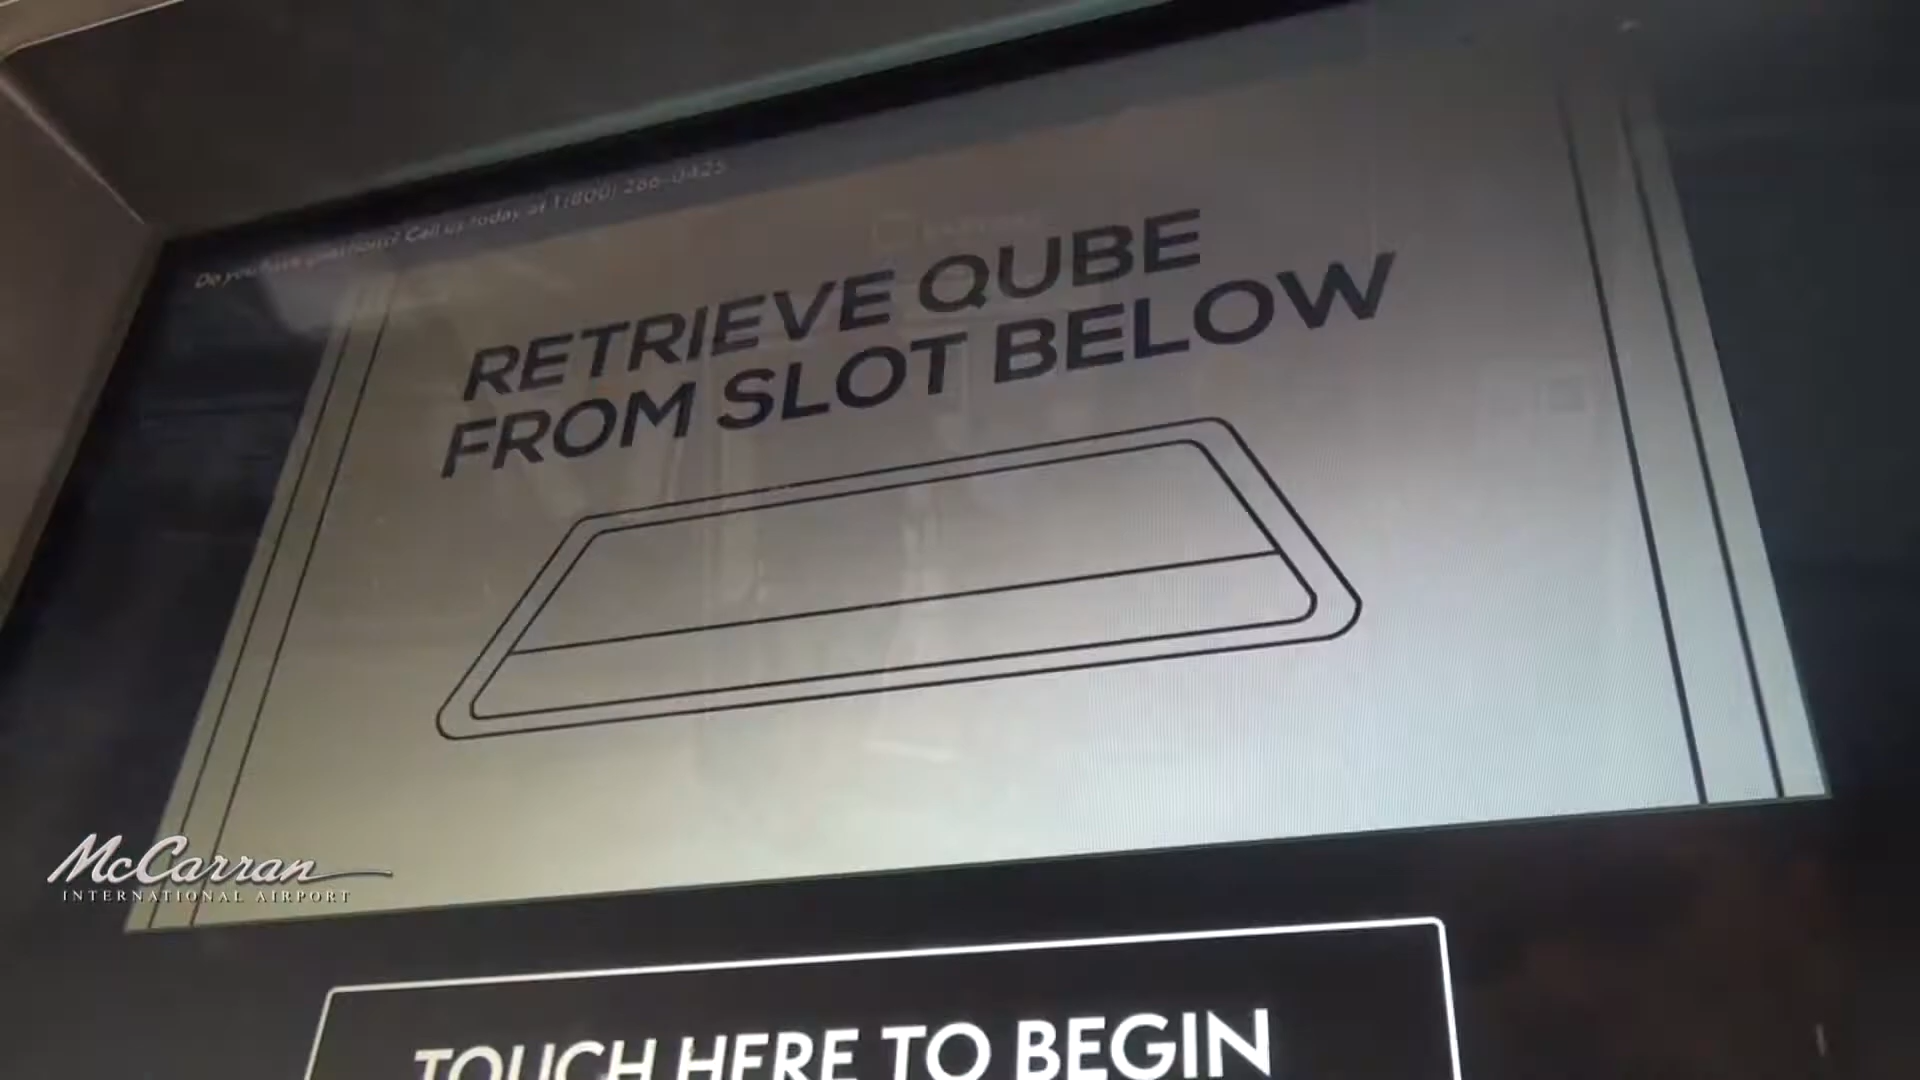 Do you have questions? Call us today at 1(800) 266-0425
RETRIEVE QUBE
FROM SLOT BELOW
McCarran
INTERNATIONAL AIRPORT
TOUCH HERE TO BEGIN